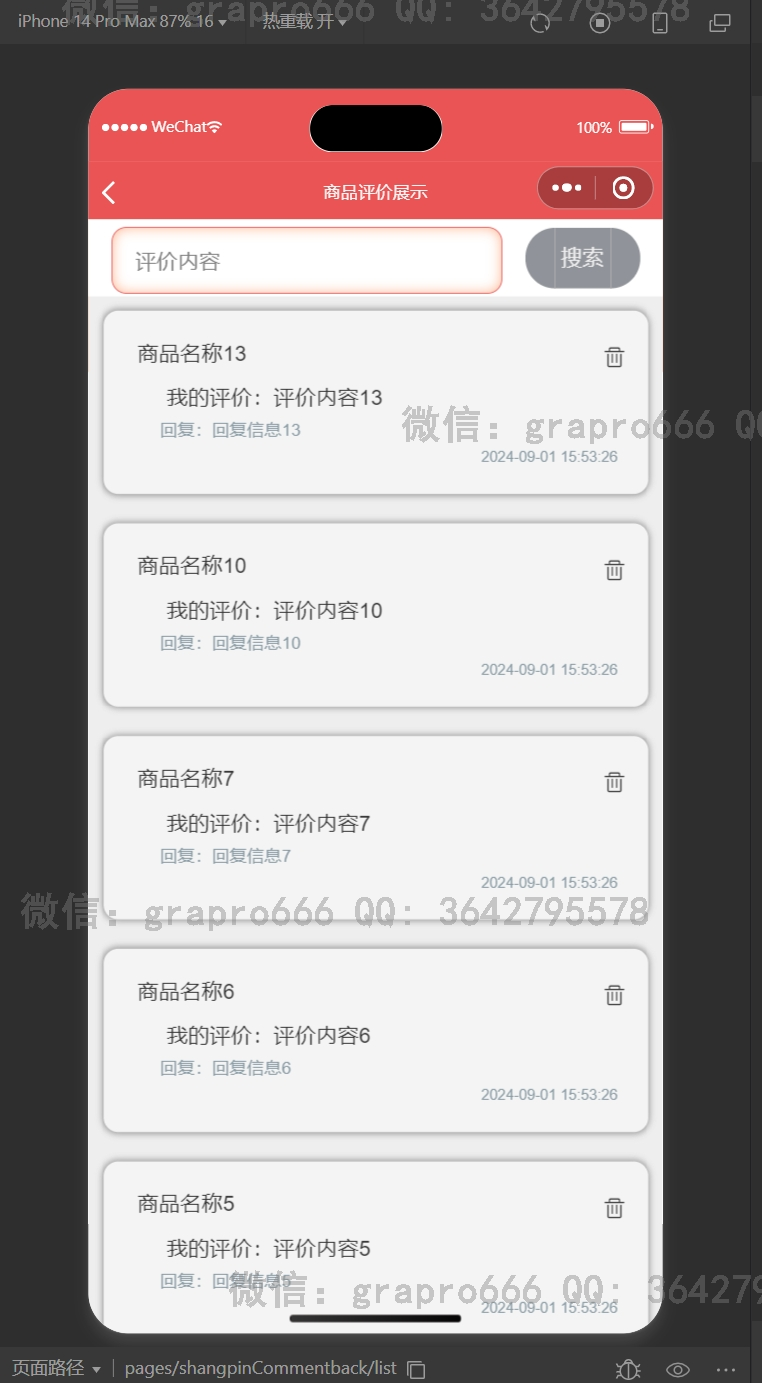 微信：grapro666 QQ: 3642795578
iPhone 14 Pro Max 87% 16 热重载 开
WeChat 100%
商品评价展示
评价内容 搜索
商品名称13
我的评价：评价内容13
回复：回复信息13
微信：grapro666 QQ
2024-09-01 15:53:26
商品名称10
我的评价：评价内容10
回复：回复信息10
2024-09-01 15:53:26
商品名称7
我的评价：评价内容7
回复：回复信息7
2024-09-01 15:53:26
微信：grapro666 QQ: 3642795578
商品名称6
我的评价：评价内容6
回复：回复信息6
2024-09-01 15:53:26
商品名称5
我的评价：评价内容5
回复：回复信息5
微信：grapro666 QQ: 3642795
2024-09-01 15:53:26
页面路径 pages/shangpinCommentback/list